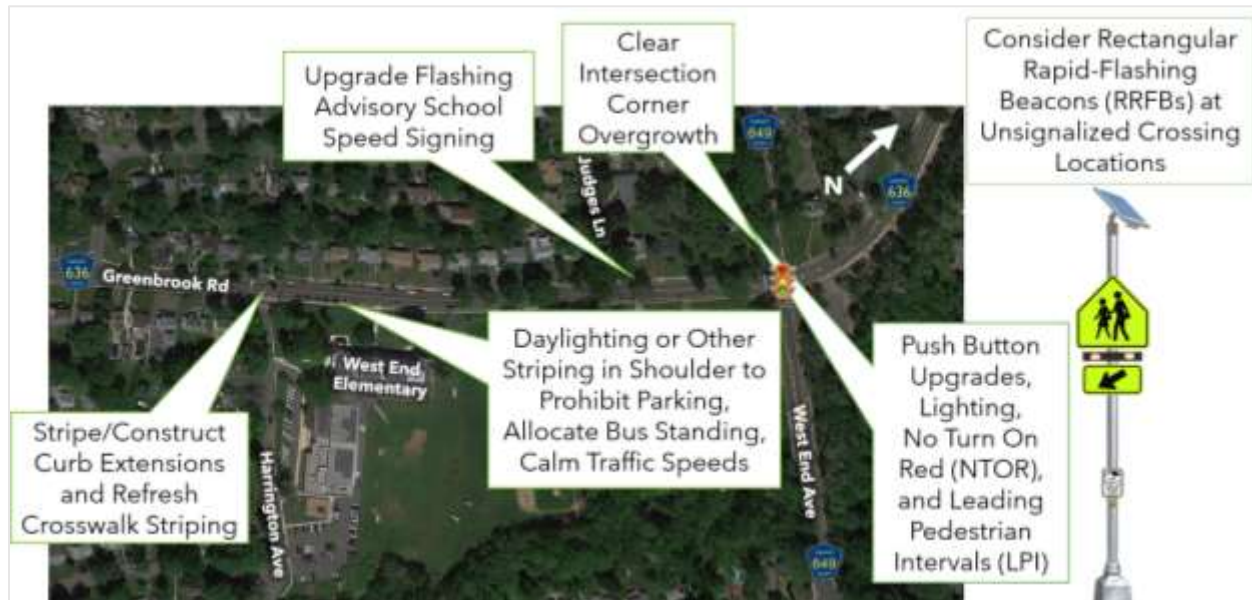 Upgrade Flashing
Advisory School
Speed Signing
Clear
Intersection
Corner
Overgrowth
Consider Rectangular
Rapid-Flashing
Beacons (RRFBs) at
Unsignalized Crossing
Locations
649
N
636
Judges Ln
636
Greenbrook Rd
West End
Elementary
Daylighting or Other
Striping in Shoulder to
Prohibit Parking,
Allocate Bus Standing,
Calm Traffic Speeds
Push Button
Upgrades,
Lighting,
No Turn On
Red (NTOR),
and Leading
Pedestrian
Intervals (LPI)
Stripe/Construct
Curb Extensions
and Refresh
Crosswalk Striping
Harrington Ave
West End Ave
649